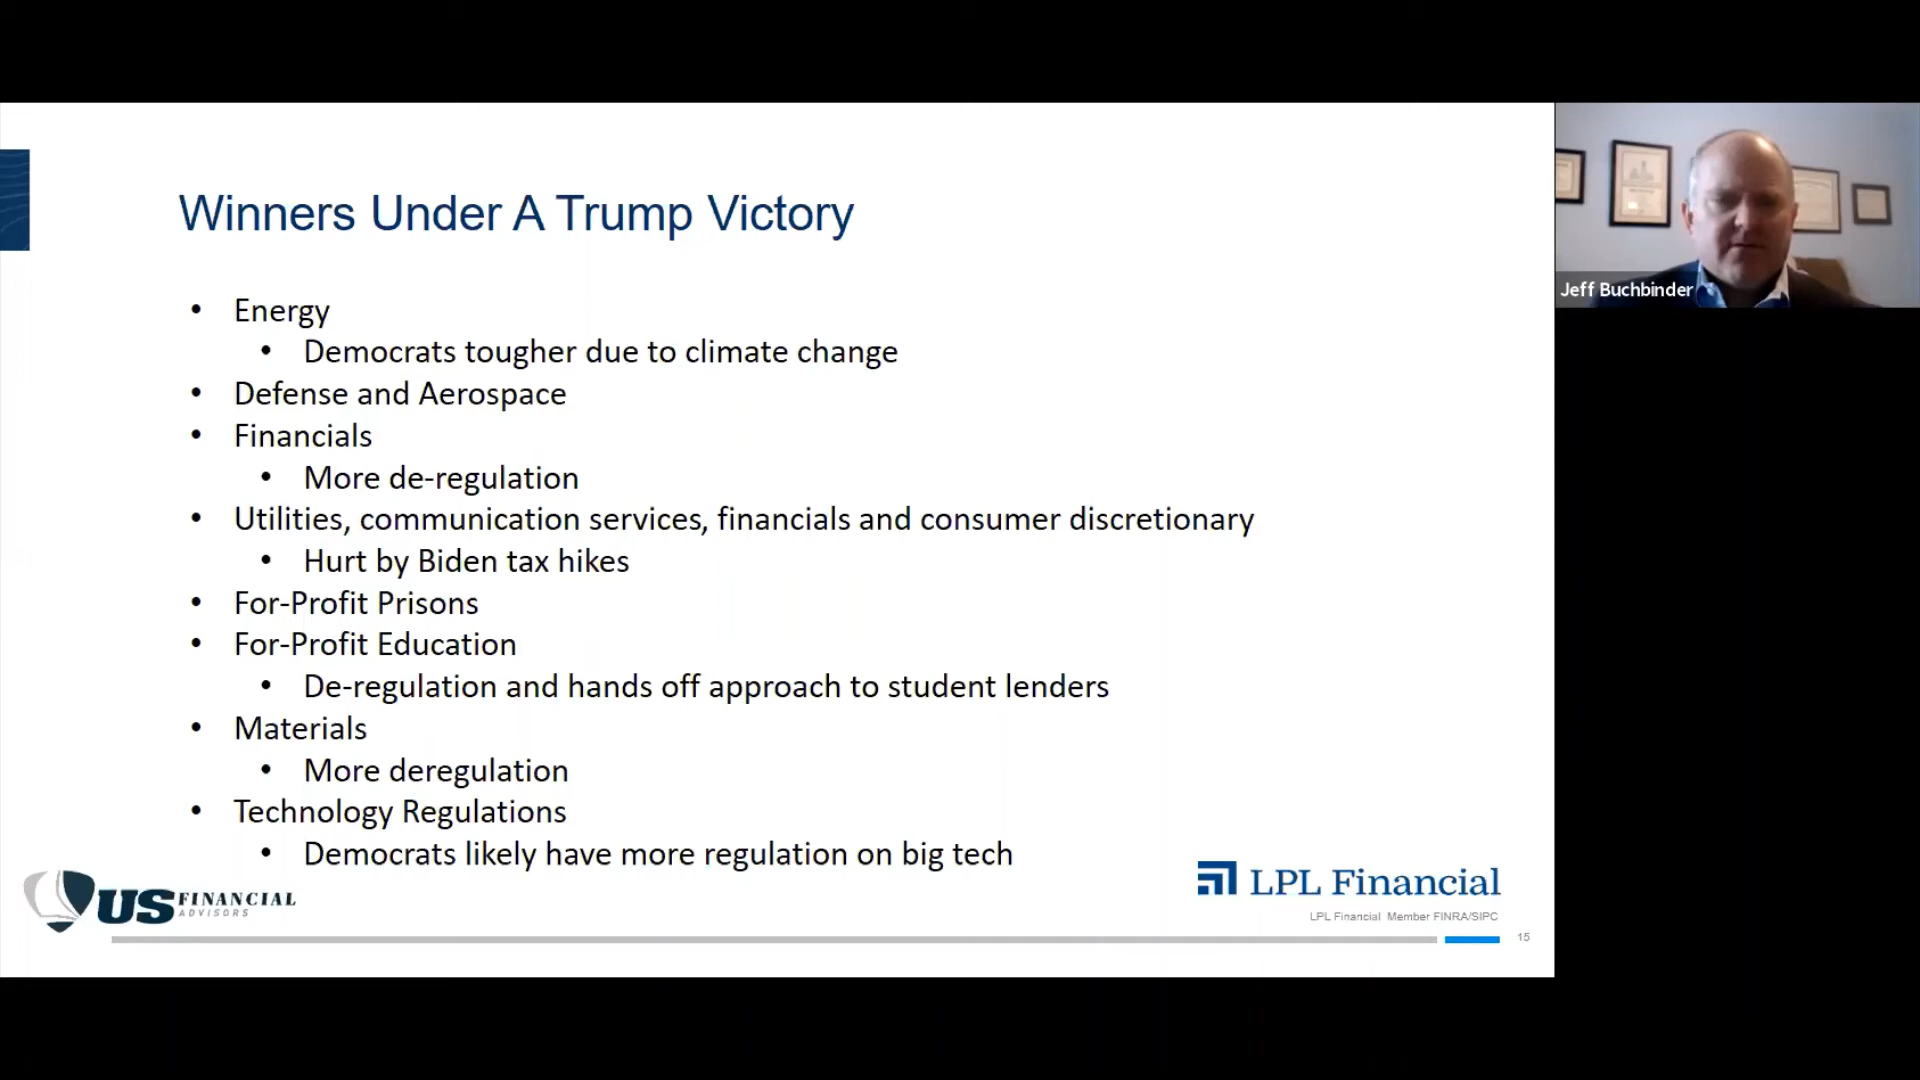 Winners Under A Trump Victory
• Energy
• Democrats tougher due to climate change
• Defense and Aerospace
• Financials
• More de-regulation
• Utilities, communication services, financials and consumer discretionary
• Hurt by Biden tax hikes
• For-Profit Prisons
• For-Profit Education
• De-regulation and hands off approach to student lenders
• Materials
• More deregulation
• Technology Regulations
• Democrats likely have more regulation on big tech
US FINANCIAL
ADVISORS
LPL Financial
LPL Financial Member FINRA/SIPC
15
Jeff Buchbinder